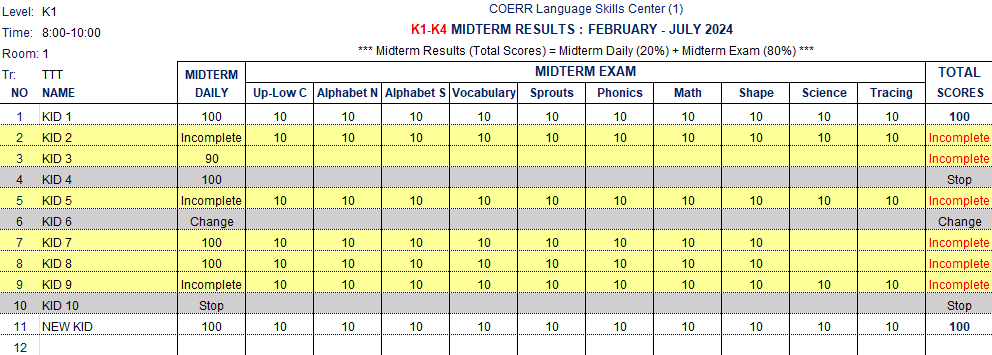 Level: K1
COERR Language Skills Center (1)
Time: 8:00-10:00
K1-K4 MIDTERM RESULTS : FEBRUARY - JULY 2024
Room: 1
*** Midterm Results (Total Scores) = Midterm Daily (20%) + Midterm Exam (80%) ***
Tr: TTT MIDTERM MIDTERM EXAM TOTAL
NO NAME DAILY Up-Low C Alphabet N Alphabet S Vocabulary Sprouts Phonics Math Shape Science Tracing SCORES
1 KID 1 100 10 10 10 10 10 10 10 10 10 10 100
2 KID 2 Incomplete 10 10 10 10 10 10 10 10 10 10 Incomplete
3 KID 3 90 Incomplete
4 KID 4 100 Stop
5 KID 5 Incomplete 10 10 10 10 10 10 10 10 10 10 Incomplete
6 KID 6 Change Change
7 KID 7 100 10 10 10 10 10 10 10 10 Incomplete
8 KID 8 100 10 10 10 10 10 10 10 10 Incomplete
9 KID 9 Incomplete 10 10 10 10 10 10 10 10 10 10 Incomplete
10 KID 10 Stop Stop
11 NEW KID 100 10 10 10 10 10 10 10 10 10 10 100
12